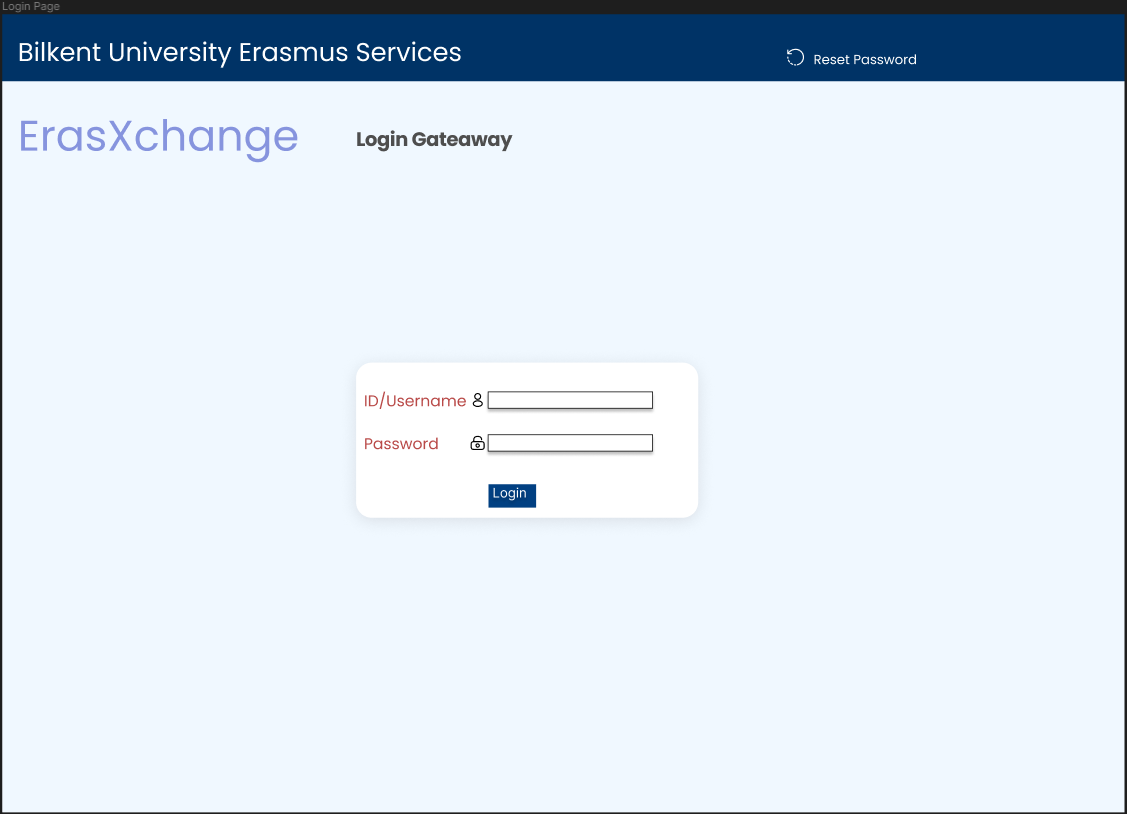 Login Page
Bilkent University Erasmus Services
Reset Password
ErasXchange
Login Gateaway
ID/Username
Password
Login